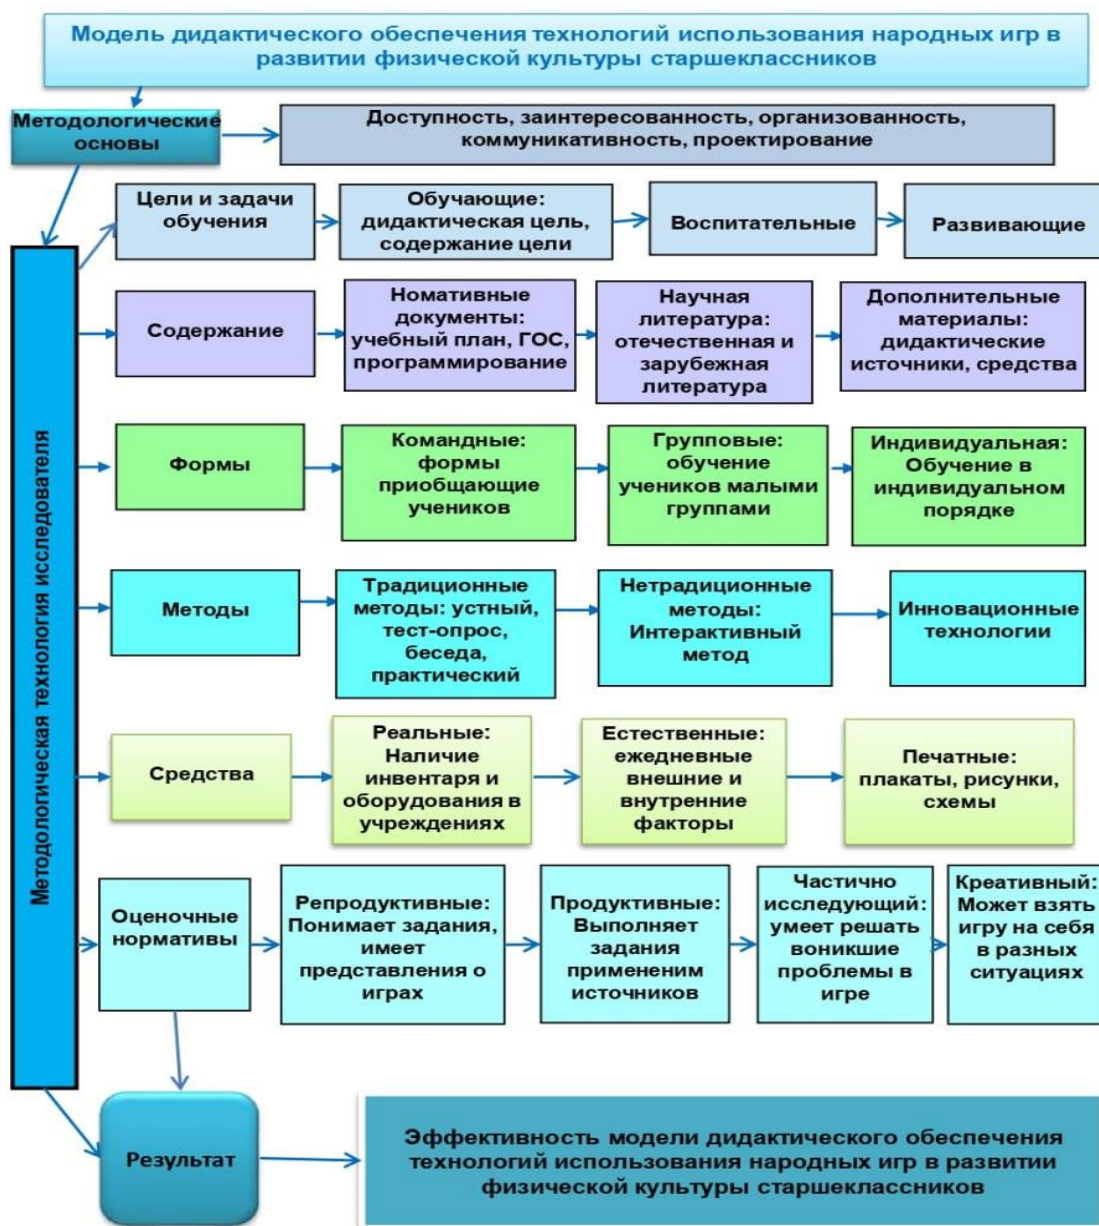 Модель дидактического обеспечения технологий использования народных игр в
развитии физической культуры старшеклассников
Методологические
основы
Доступность, заинтересованность, организованность,
коммуникативность, проектирование
Методологическая технология исследователя
Цели и задачи
обучения
Обучающие:
дидактическая цель,
содержание цели
Воспитательные
Развивающие
Содержание
Номативные
документы:
учебный план, ГОС,
программирование
Научная
литература:
отечественная и
зарубежная
литература
Дополнительные
материалы:
дидактические
источники, средства
Формы
Командные:
формы
приобщающие
учеников
Групповые:
обучение
учеников малыми
группами
Индивидуальная:
Обучение в
индивидуальном
порядке
Методы
Традиционные
методы: устный,
тест-опрос,
беседа,
практический
Нетрадиционные
методы:
Интерактивный
метод
Инновационные
технологии
Средства
Реальные:
Наличие
инвентаря и
оборудования в
учреждениях
Естественные:
ежедневные
внешние и
внутренние
факторы
Печатные:
плакаты, рисунки,
схемы
Оценочные
нормативы
Репродуктивные:
Понимает задания,
имеет
представления о
играх
Продуктивные:
Выполняет
задания
применим
источников
Частично
исследующий:
умеет решать
воникшие
проблемы в
игре
Креативный:
Может взять
игру на себя
в разных
ситуациях
Результат
Эффективность модели дидактического обеспечения
технологий использования народных игр в развитии
физической культуры старшеклассников